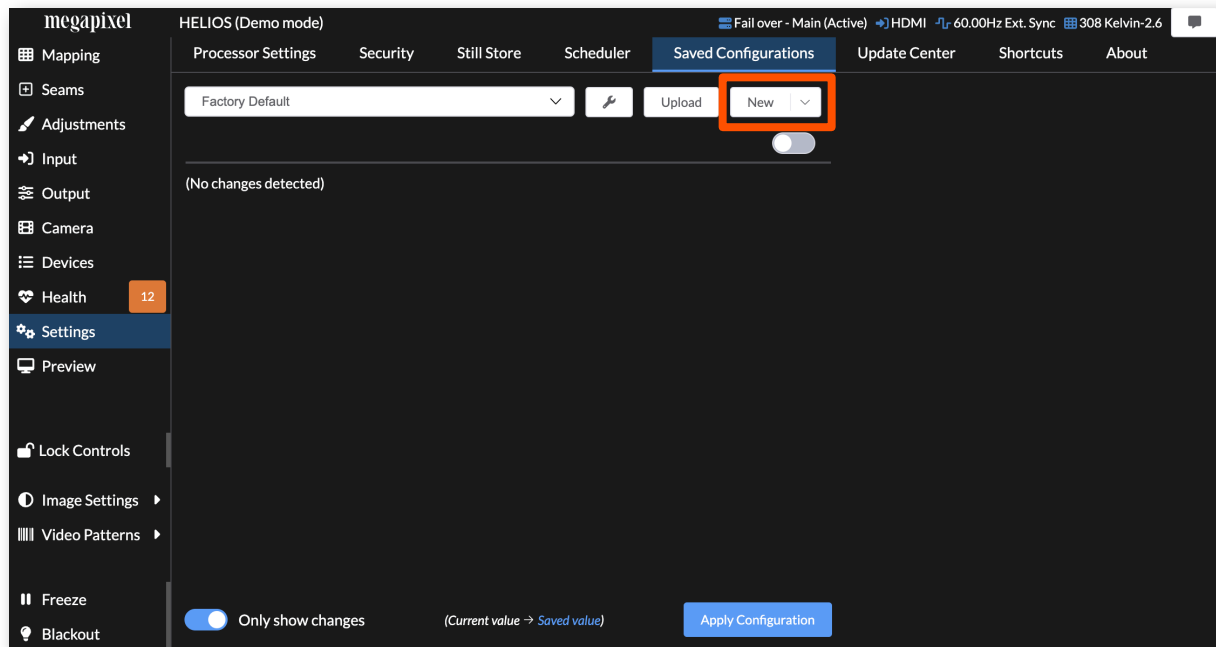 megapixel
HELIOS (Demo mode)
Fail over - Main (Active) HDMI 60.00Hz Ext. Sync 308 Kelvin-2.6
Processor Settings Security Still Store Scheduler Saved Configurations Update Center Shortcuts About
Mapping
Seams
Adjustments
Input
Output
Camera
Devices
Health 12
Settings
Preview
Lock Controls
Image Settings
Video Patterns
Freeze
Blackout
Factory Default Upload New
(No changes detected)
Only show changes (Current value → Saved value) Apply Configuration